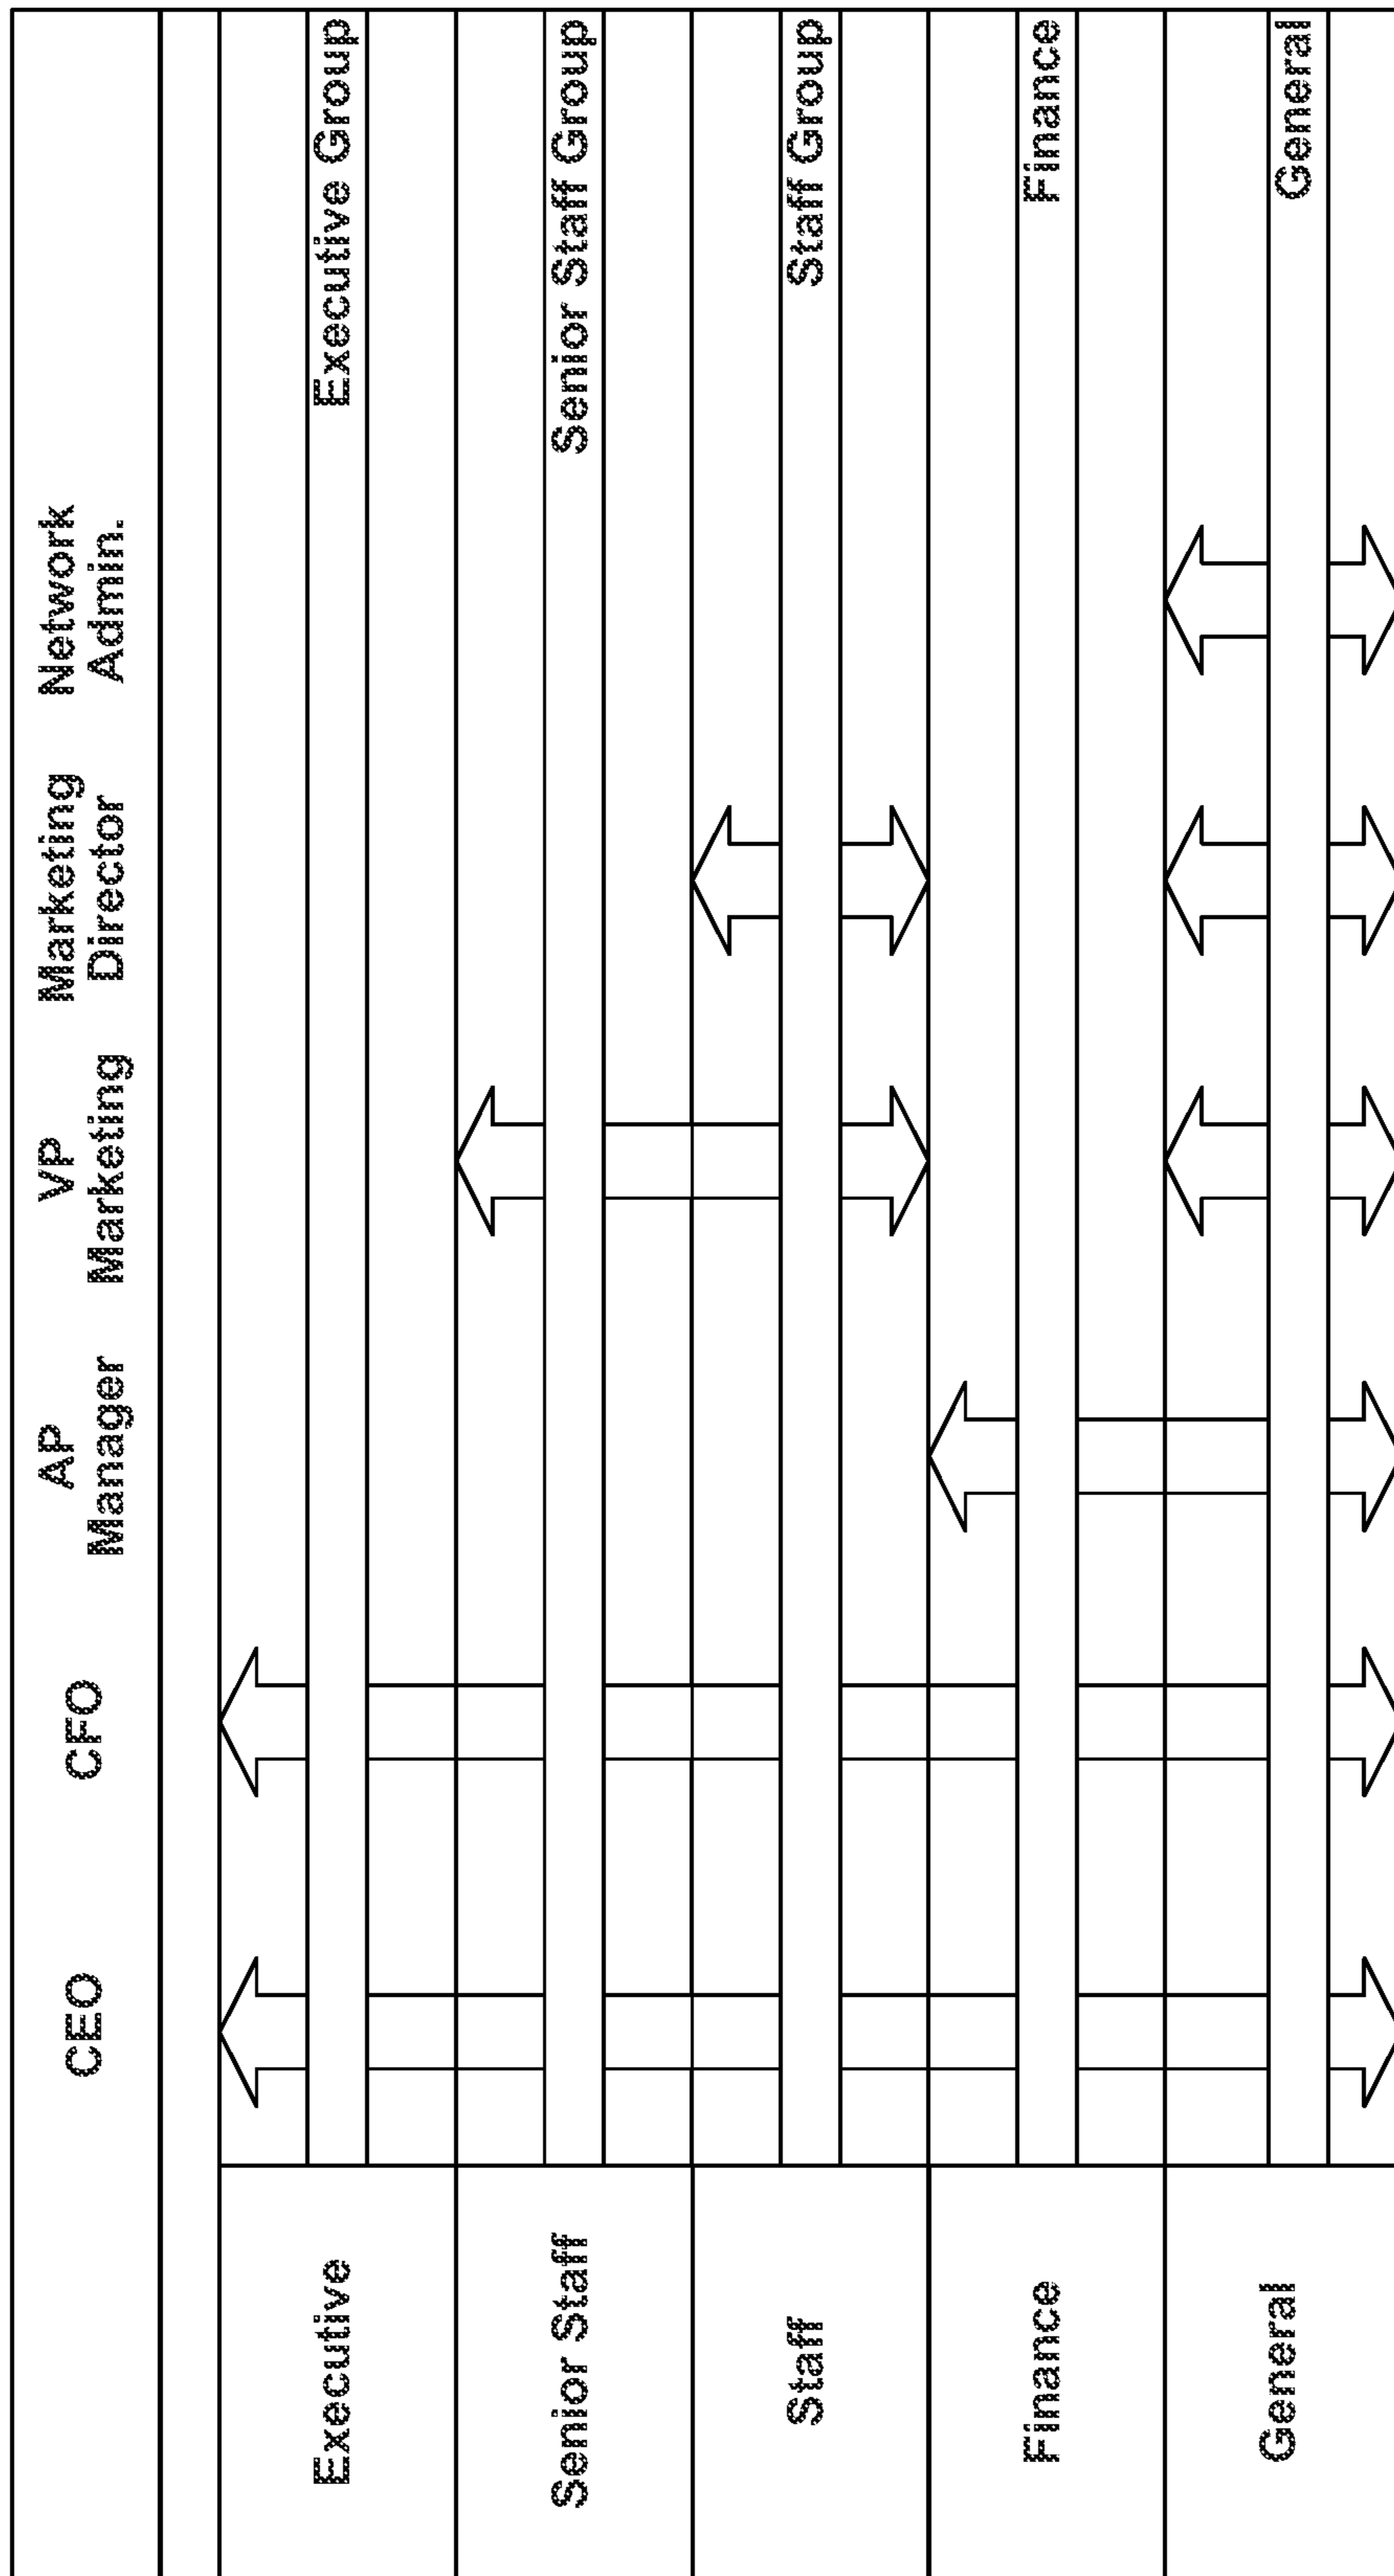 CEO
CFO
AP
Manager
VP
Marketing
Marketing
Director
Network
Admin.
Executive
Executive Group
Senior Staff
Senior Staff Group
Staff
Staff Group
Finance
Finance
General
General